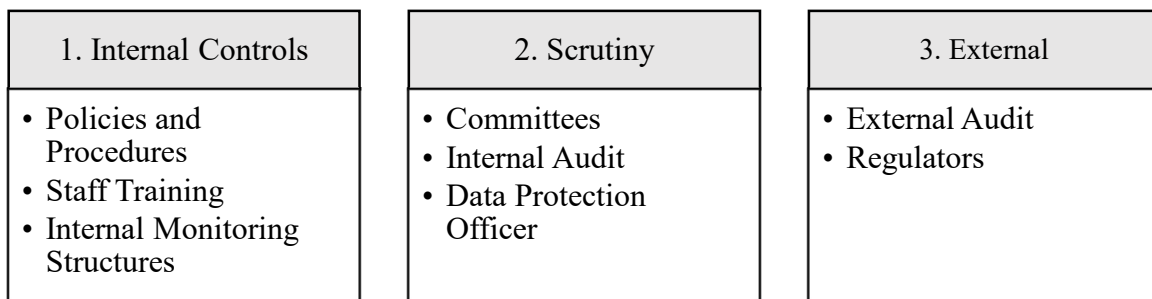 1. Internal Controls
• Policies and
Procedures
• Staff Training
• Internal Monitoring
Structures
2. Scrutiny
• Committees
• Internal Audit
• Data Protection
Officer
3. External
• External Audit
• Regulators